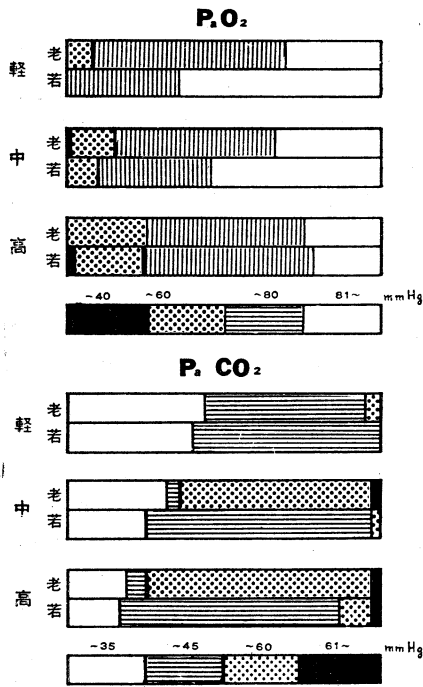 PaO₂
老
軽
若
老
中
若
老
高
若
~40 ~60 ~80 81~ mmHg
Pa CO₂
老
軽
若
老
中
若
老
高
若
~35 ~45 ~60 61~ mmHg